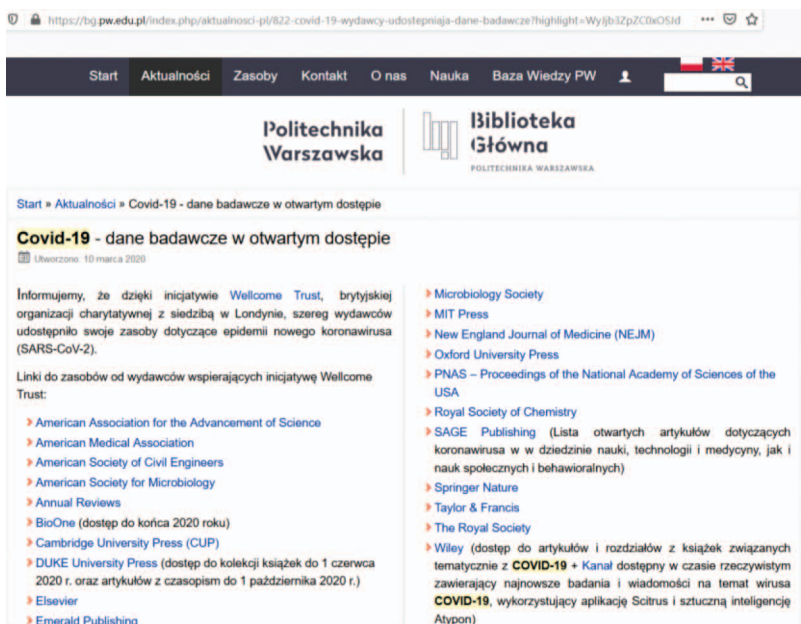 https://bg.pw.edu.pl/index.php/aktualnosci-pl/822-covid-19-wydawcy-udostepniaja-dane-badawcze?highlight=WyJjb3ZpZC0xOSJd
Start Aktualności Zasoby Kontakt O nas Nauka Baza Wiedzy PW
Politechnika
Warszawska
Biblioteka
Główna
POLITECHNIKA WARSZAWSKA
Start » Aktualności » Covid-19 - dane badawcze w otwartym dostępie
Covid-19 - dane badawcze w otwartym dostępie
Utworzono: 10 marca 2020
Informujemy, że dzięki inicjatywie Wellcome Trust, brytyjskiej
organizacji charytatywnej z siedzibą w Londynie, szereg wydawców
udostępniło swoje zasoby dotyczące epidemii nowego koronawirusa
(SARS-CoV-2).
Linki do zasobów od wydawców wspierających inicjatywę Wellcome
Trust:
American Association for the Advancement of Science
American Medical Association
American Society of Civil Engineers
American Society for Microbiology
Annual Reviews
BioOne (dostęp do końca 2020 roku)
Cambridge University Press (CUP)
DUKE University Press (dostęp do kolekcji książek do 1 czerwca
2020 r. oraz artykułów z czasopism do 1 października 2020 r.)
Elsevier
Emerald Publishing
Microbiology Society
MIT Press
New England Journal of Medicine (NEJM)
Oxford University Press
PNAS – Proceedings of the National Academy of Sciences of the
USA
Royal Society of Chemistry
SAGE Publishing (Lista otwartych artykułów dotyczących
koronawirusa w w dziedzinie nauki, technologii i medycyny, jak i
nauk społecznych i behawioralnych)
Springer Nature
Taylor & Francis
The Royal Society
Wiley (dostęp do artykułów i rozdziałów z książek związanych
tematycznie z COVID-19 + Kanał dostępny w czasie rzeczywistym
zawierający najnowsze badania i wiadomości na temat wirusa
COVID-19, wykorzystujący aplikację Scitrus i sztuczną inteligencję
Atypon)